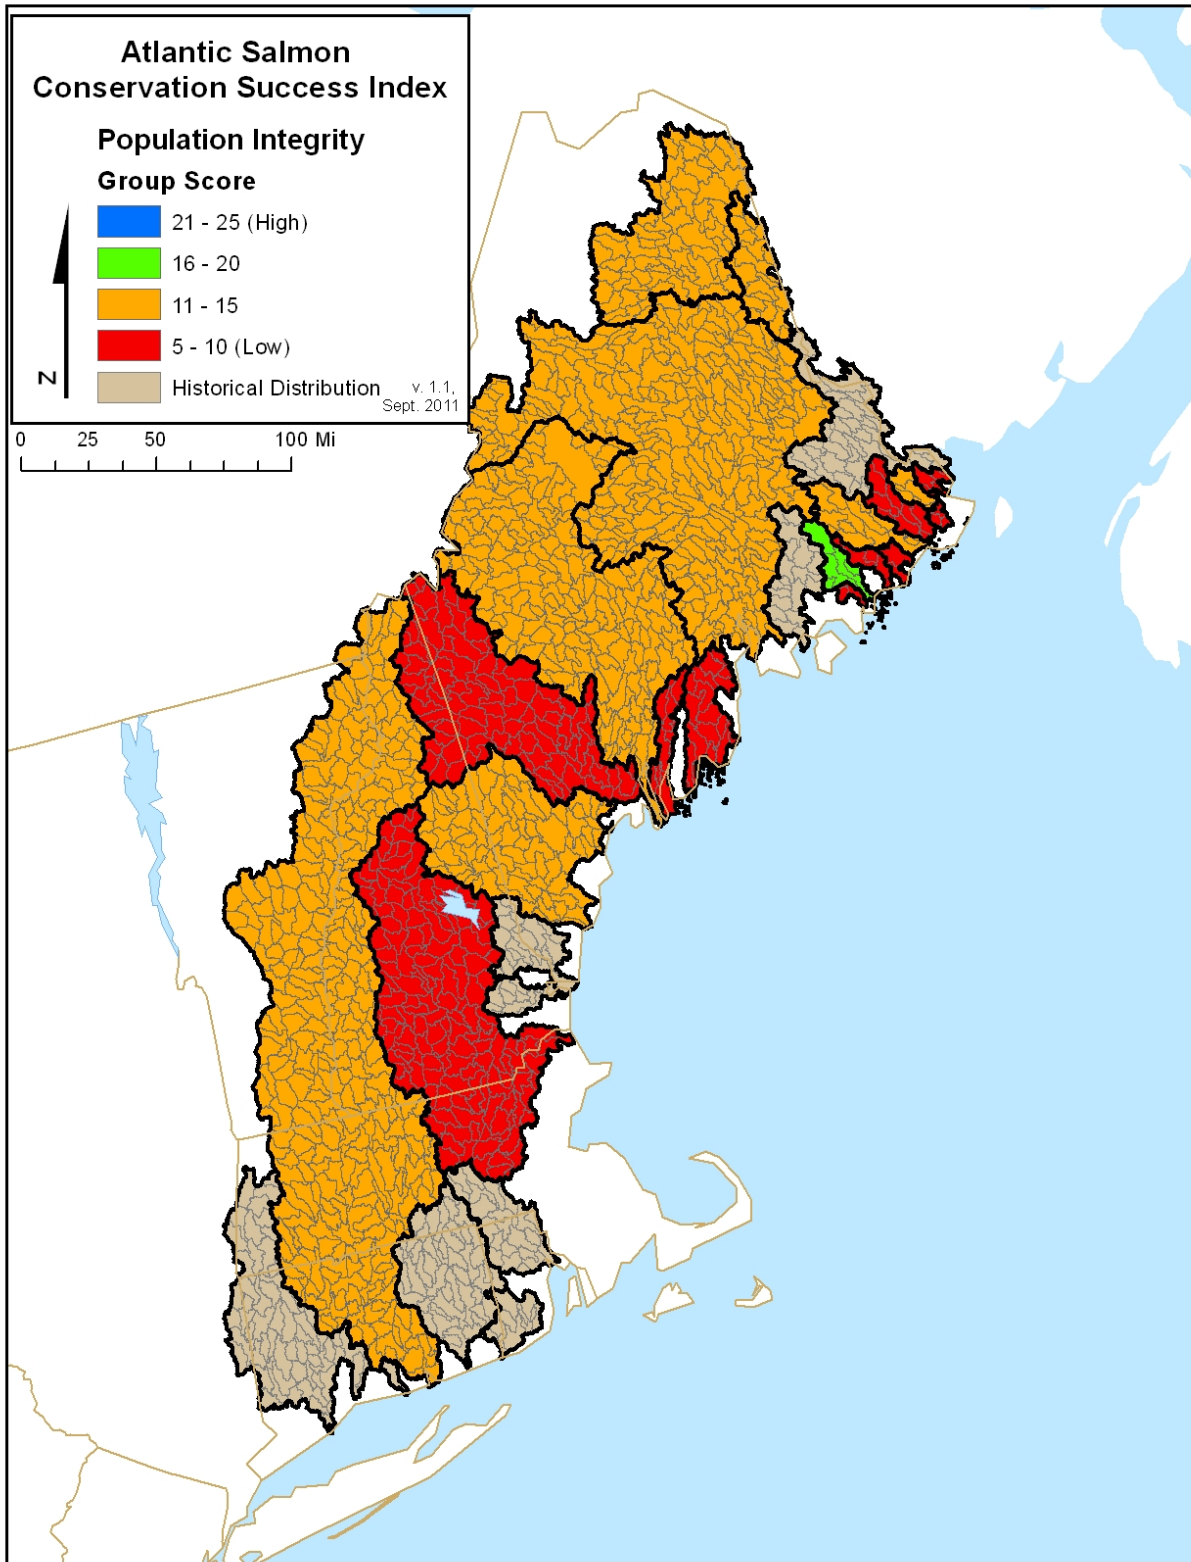 Atlantic Salmon
Conservation Success Index
Population Integrity
Group Score
21 - 25 (High)
16 - 20
11 - 15
5 - 10 (Low)
Historical Distribution
v. 1.1,
Sept. 2011
N
0 25 50 100 Mi